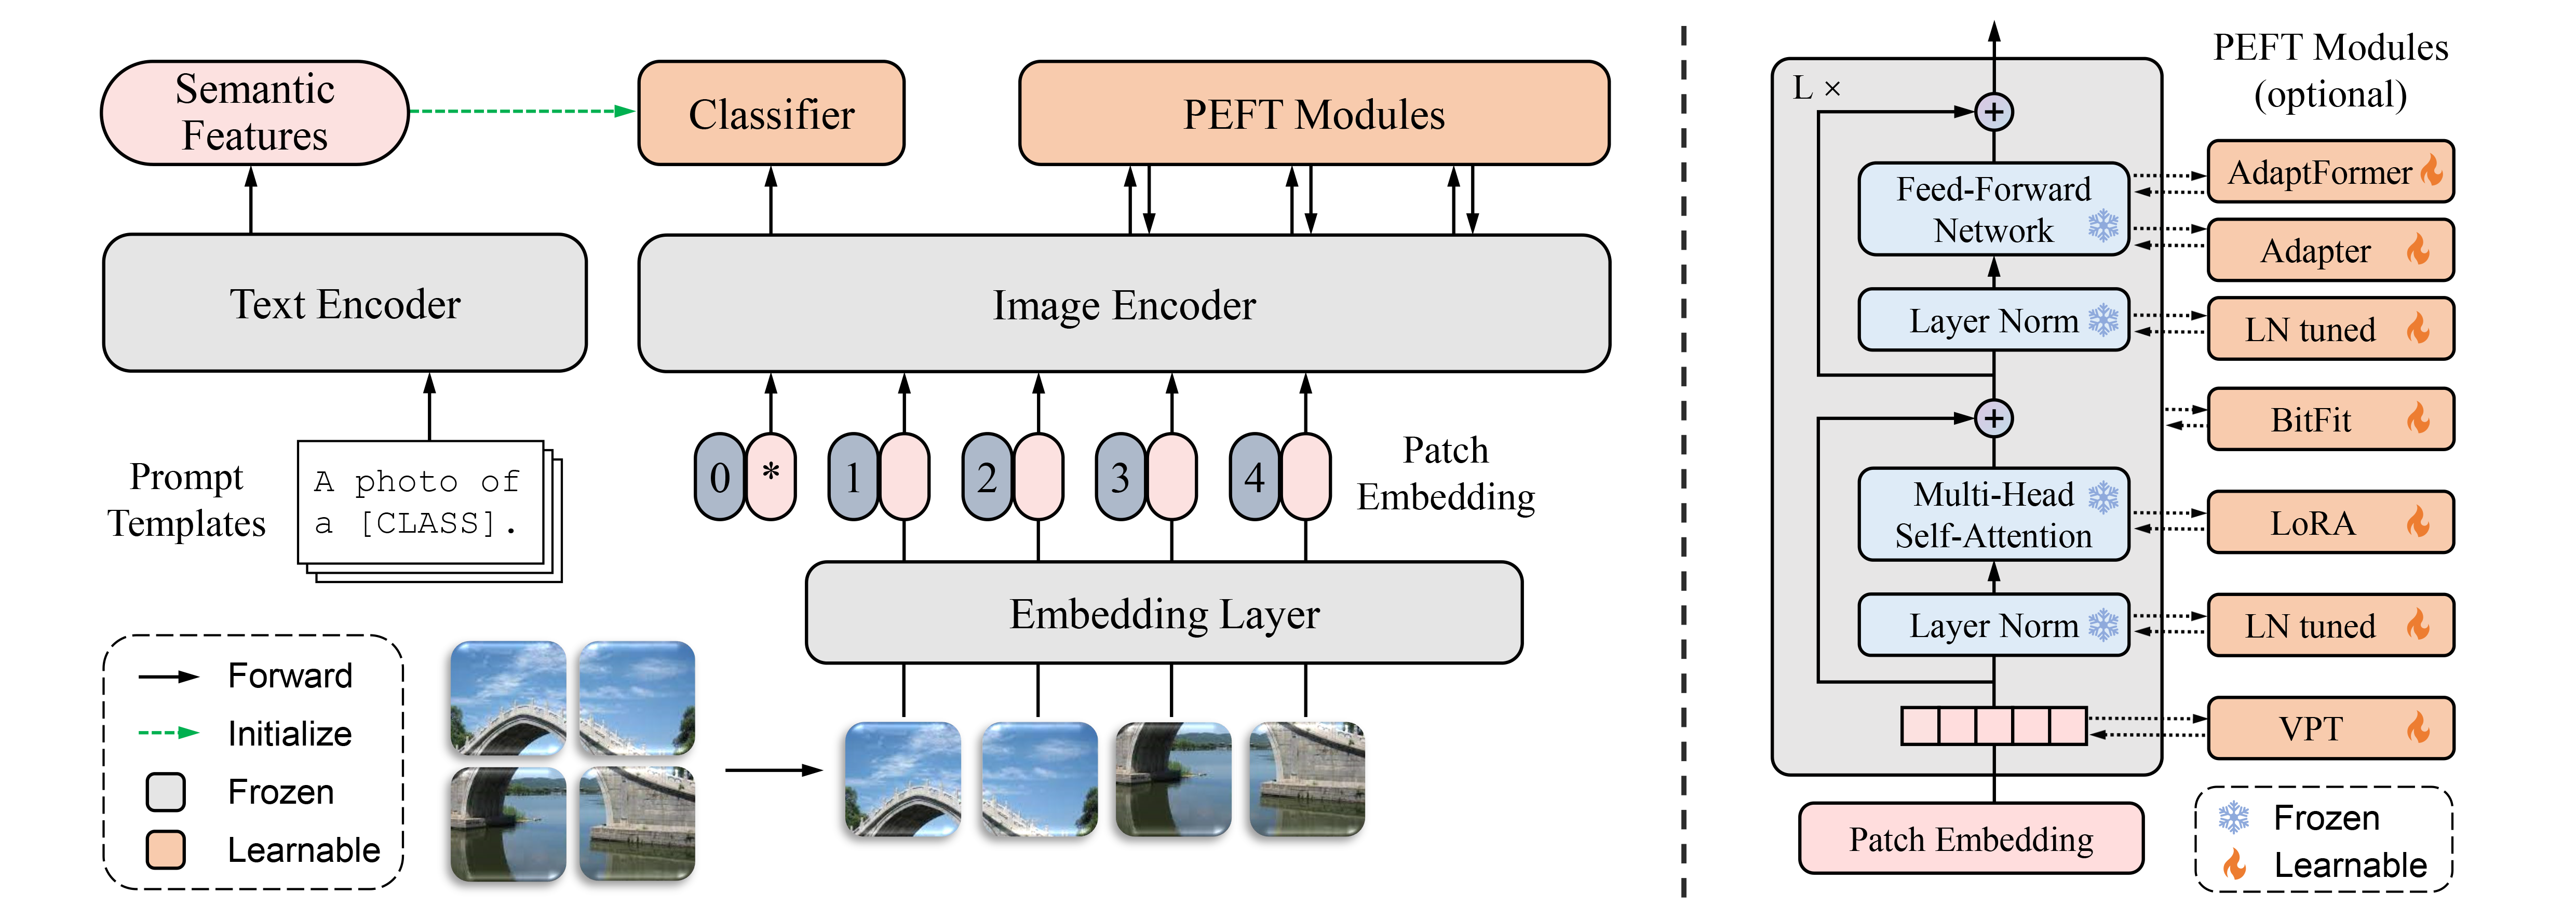 Semantic
Features
Classifier
PEFT Modules
Text Encoder
Image Encoder
Prompt
Templates
A photo of
a [CLASS].
0 * 1 2 3 4
Patch
Embedding
Embedding Layer
Forward
Initialize
Frozen
Learnable
L ×
PEFT Modules
(optional)
+
Feed-Forward
Network
AdaptFormer
Adapter
Layer Norm
LN tuned
+
BitFit
Multi-Head
Self-Attention
LoRA
Layer Norm
LN tuned
VPT
Patch Embedding
Frozen
Learnable